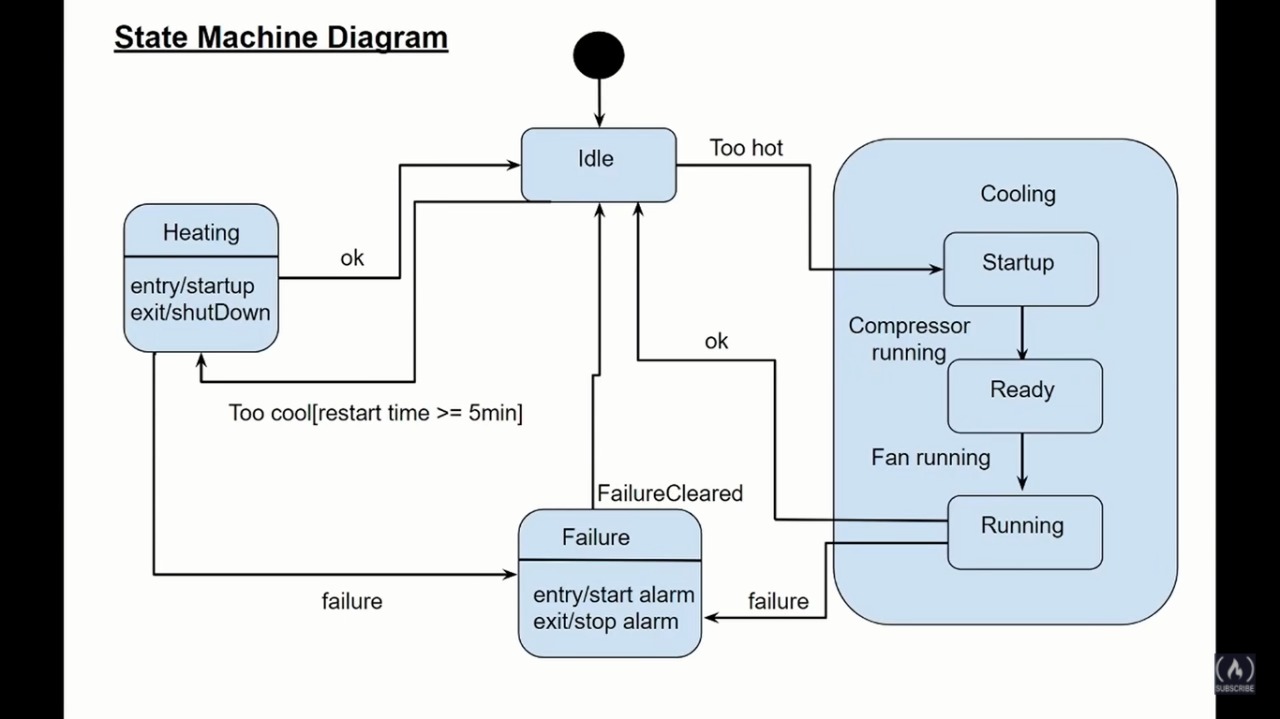 State Machine Diagram
Idle
Too hot
Cooling
Heating
entry/startup
exit/shutDown
ok
Startup
Compressor
running
ok
Ready
Too cool[restart time >= 5min]
Fan running
FailureCleared
Running
Failure
entry/start alarm
exit/stop alarm
failure
failure
SUBSCRIBE